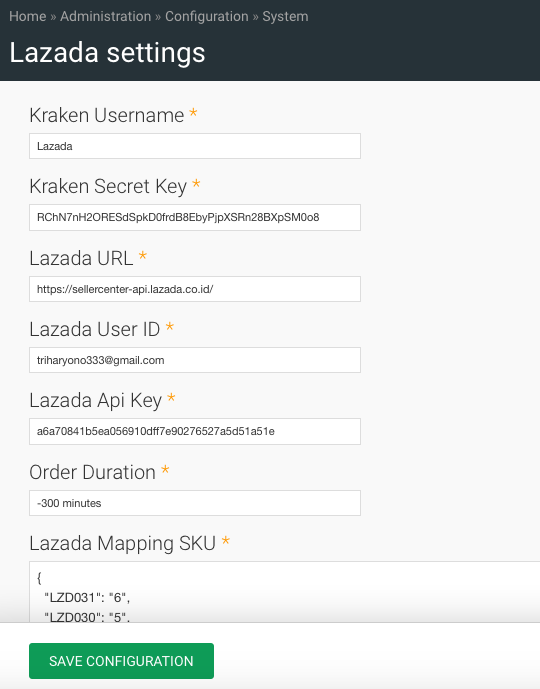 Home » Administration » Configuration » System
Lazada settings
Kraken Username *
Lazada
Kraken Secret Key *
RChN7nH2ORESdSpkD0frdB8EbyPjpXSRn28BXpSM0o8
Lazada URL *
https://sellercenter-api.lazada.co.id/
Lazada User ID *
triharyono333@gmail.com
Lazada Api Key *
a6a70841b5ea056910dff7e90276527a5d51a51e
Order Duration *
-300 minutes
Lazada Mapping SKU *
{
"LZD031": "6",
"LZD030": "5",
SAVE CONFIGURATION